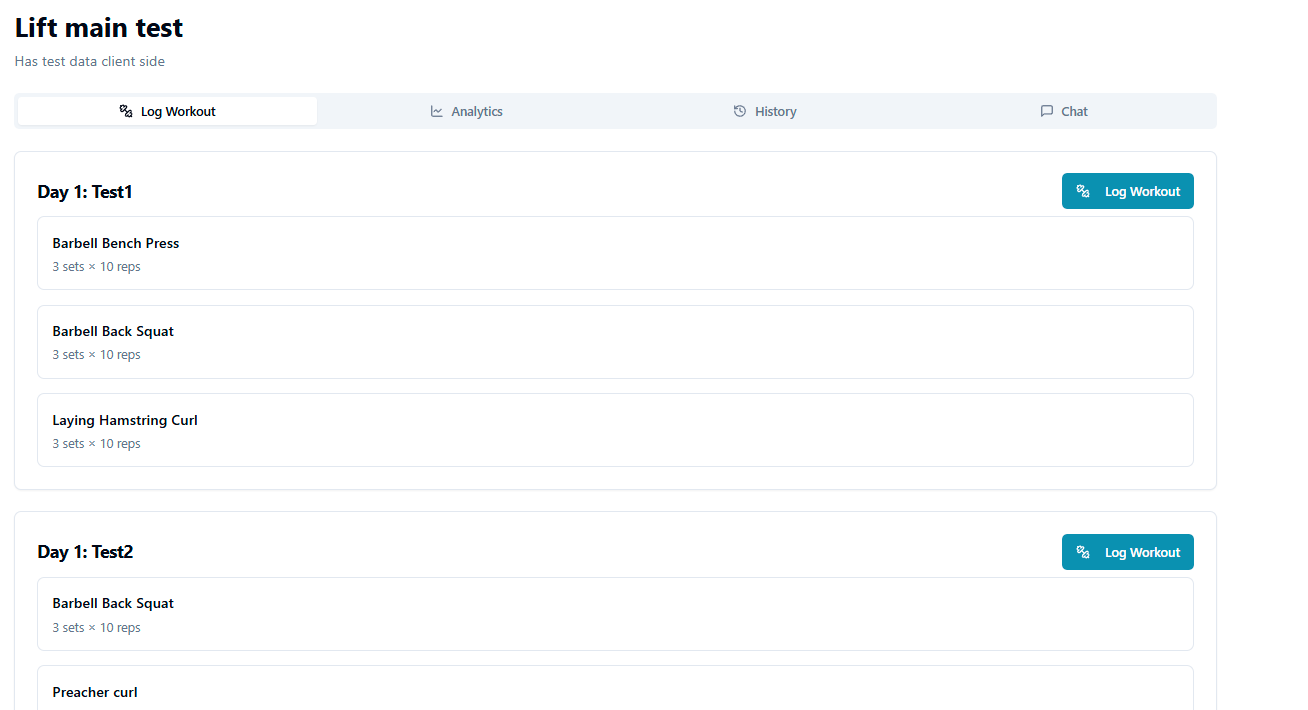 Lift main test
Has test data client side
Log Workout Analytics History Chat
Day 1: Test1 Log Workout
Barbell Bench Press
3 sets × 10 reps
Barbell Back Squat
3 sets × 10 reps
Laying Hamstring Curl
3 sets × 10 reps
Day 1: Test2 Log Workout
Barbell Back Squat
3 sets × 10 reps
Preacher curl